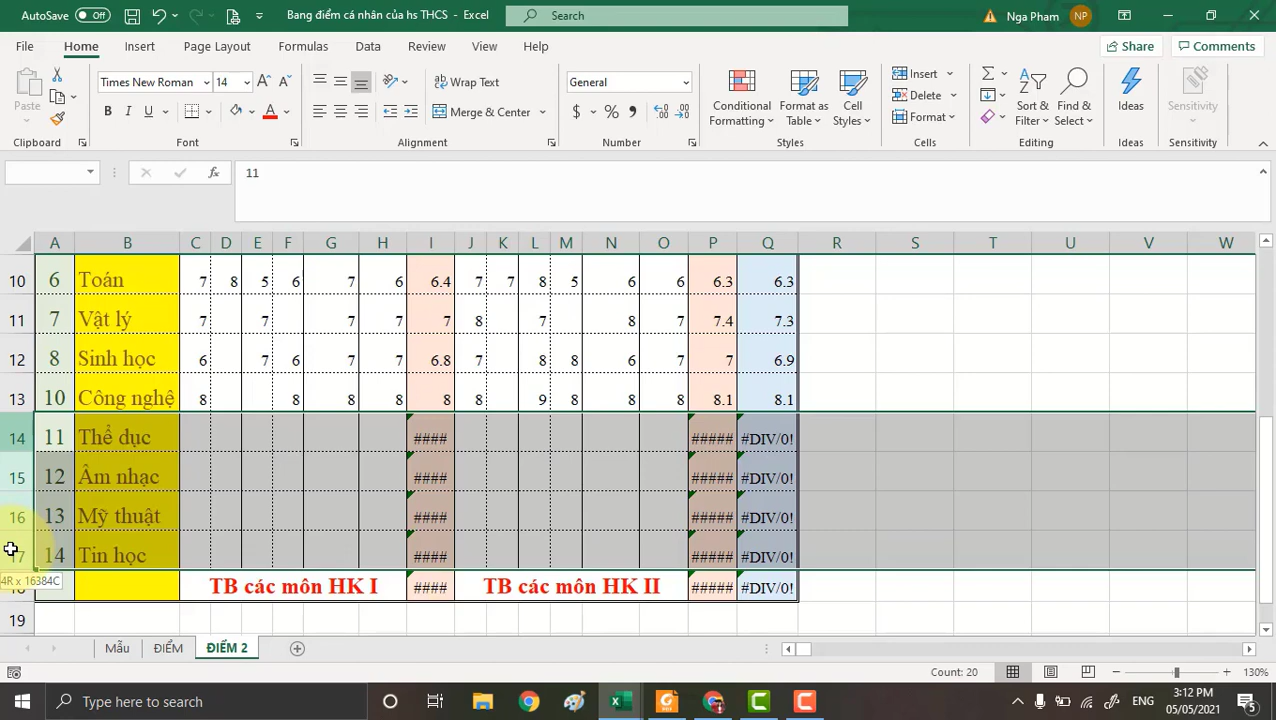 AutoSave Off Bang điểm cá nhân của hs THCS - Excel Search Nga Pham NP
File Home Insert Page Layout Formulas Data Review View Help Share Comments
Paste Times New Roman 14 A A Wrap Text General Conditional Formatting Format as Table Cell Styles Insert Sort & Filter Find & Select Ideas Sensitivity
B I U A Merge & Center $ % , Delete Format
Clipboard Font Alignment Number Styles Cells Editing Ideas Sensitivity
fx 11
A B C D E F G H I J K L M N O P Q R S T U V W
10 6 Toán 7 8 5 6 7 6 6.4 7 7 8 5 6 6 6.3 6.3
11 7 Vật lý 7 7 7 7 7 8 7 8 7 7.4 7.3
12 8 Sinh học 6 7 6 7 7 6.8 7 8 8 6 7 7 6.9
13 10 Công nghệ 8 8 8 8 8 8 9 8 8 8 8.1 8.1
14 11 Thể dục #### ##### #DIV/0!
15 12 Âm nhạc #### ##### #DIV/0!
16 13 Mỹ thuật #### ##### #DIV/0!
17 14 Tin học #### ##### #DIV/0!
4R x 16384C
18 TB các môn HK I #### TB các môn HK II ##### #DIV/0!
19
Mẫu ĐIỂM ĐIỂM 2
Count: 20 130%
Type here to search ENG 3:12 PM 05/05/2021 5